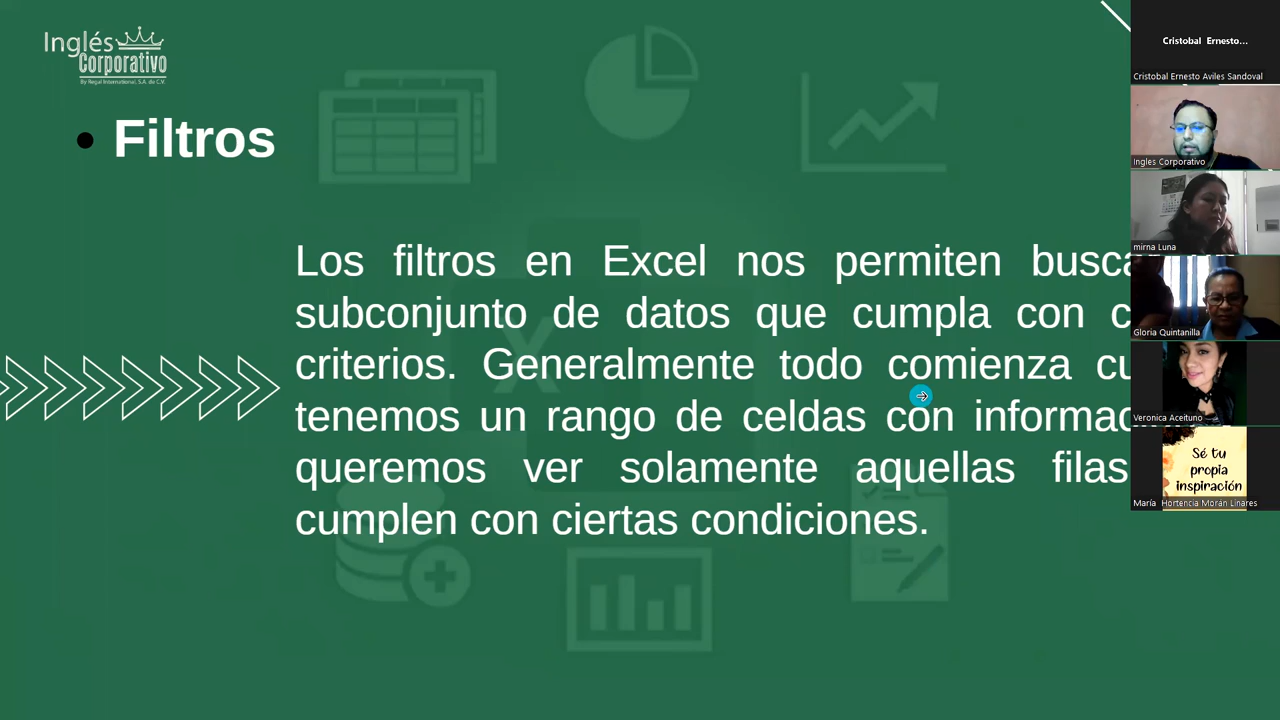 Inglés
Corporativo
By Regal International, S.A. de C.V.
• Filtros
Los filtros en Excel nos permiten busca
subconjunto de datos que cumpla con c
criterios. Generalmente todo comienza cu
tenemos un rango de celdas con informac
queremos ver solamente aquellas filas
cumplen con ciertas condiciones.
Cristobal Ernesto...
Cristobal Ernesto Aviles Sandoval
Ingles Corporativo
mirna Luna
Gloria Quintanilla
Veronica Aceituno
Sé tu
propia
inspiración
María Hortencia Morán Linares